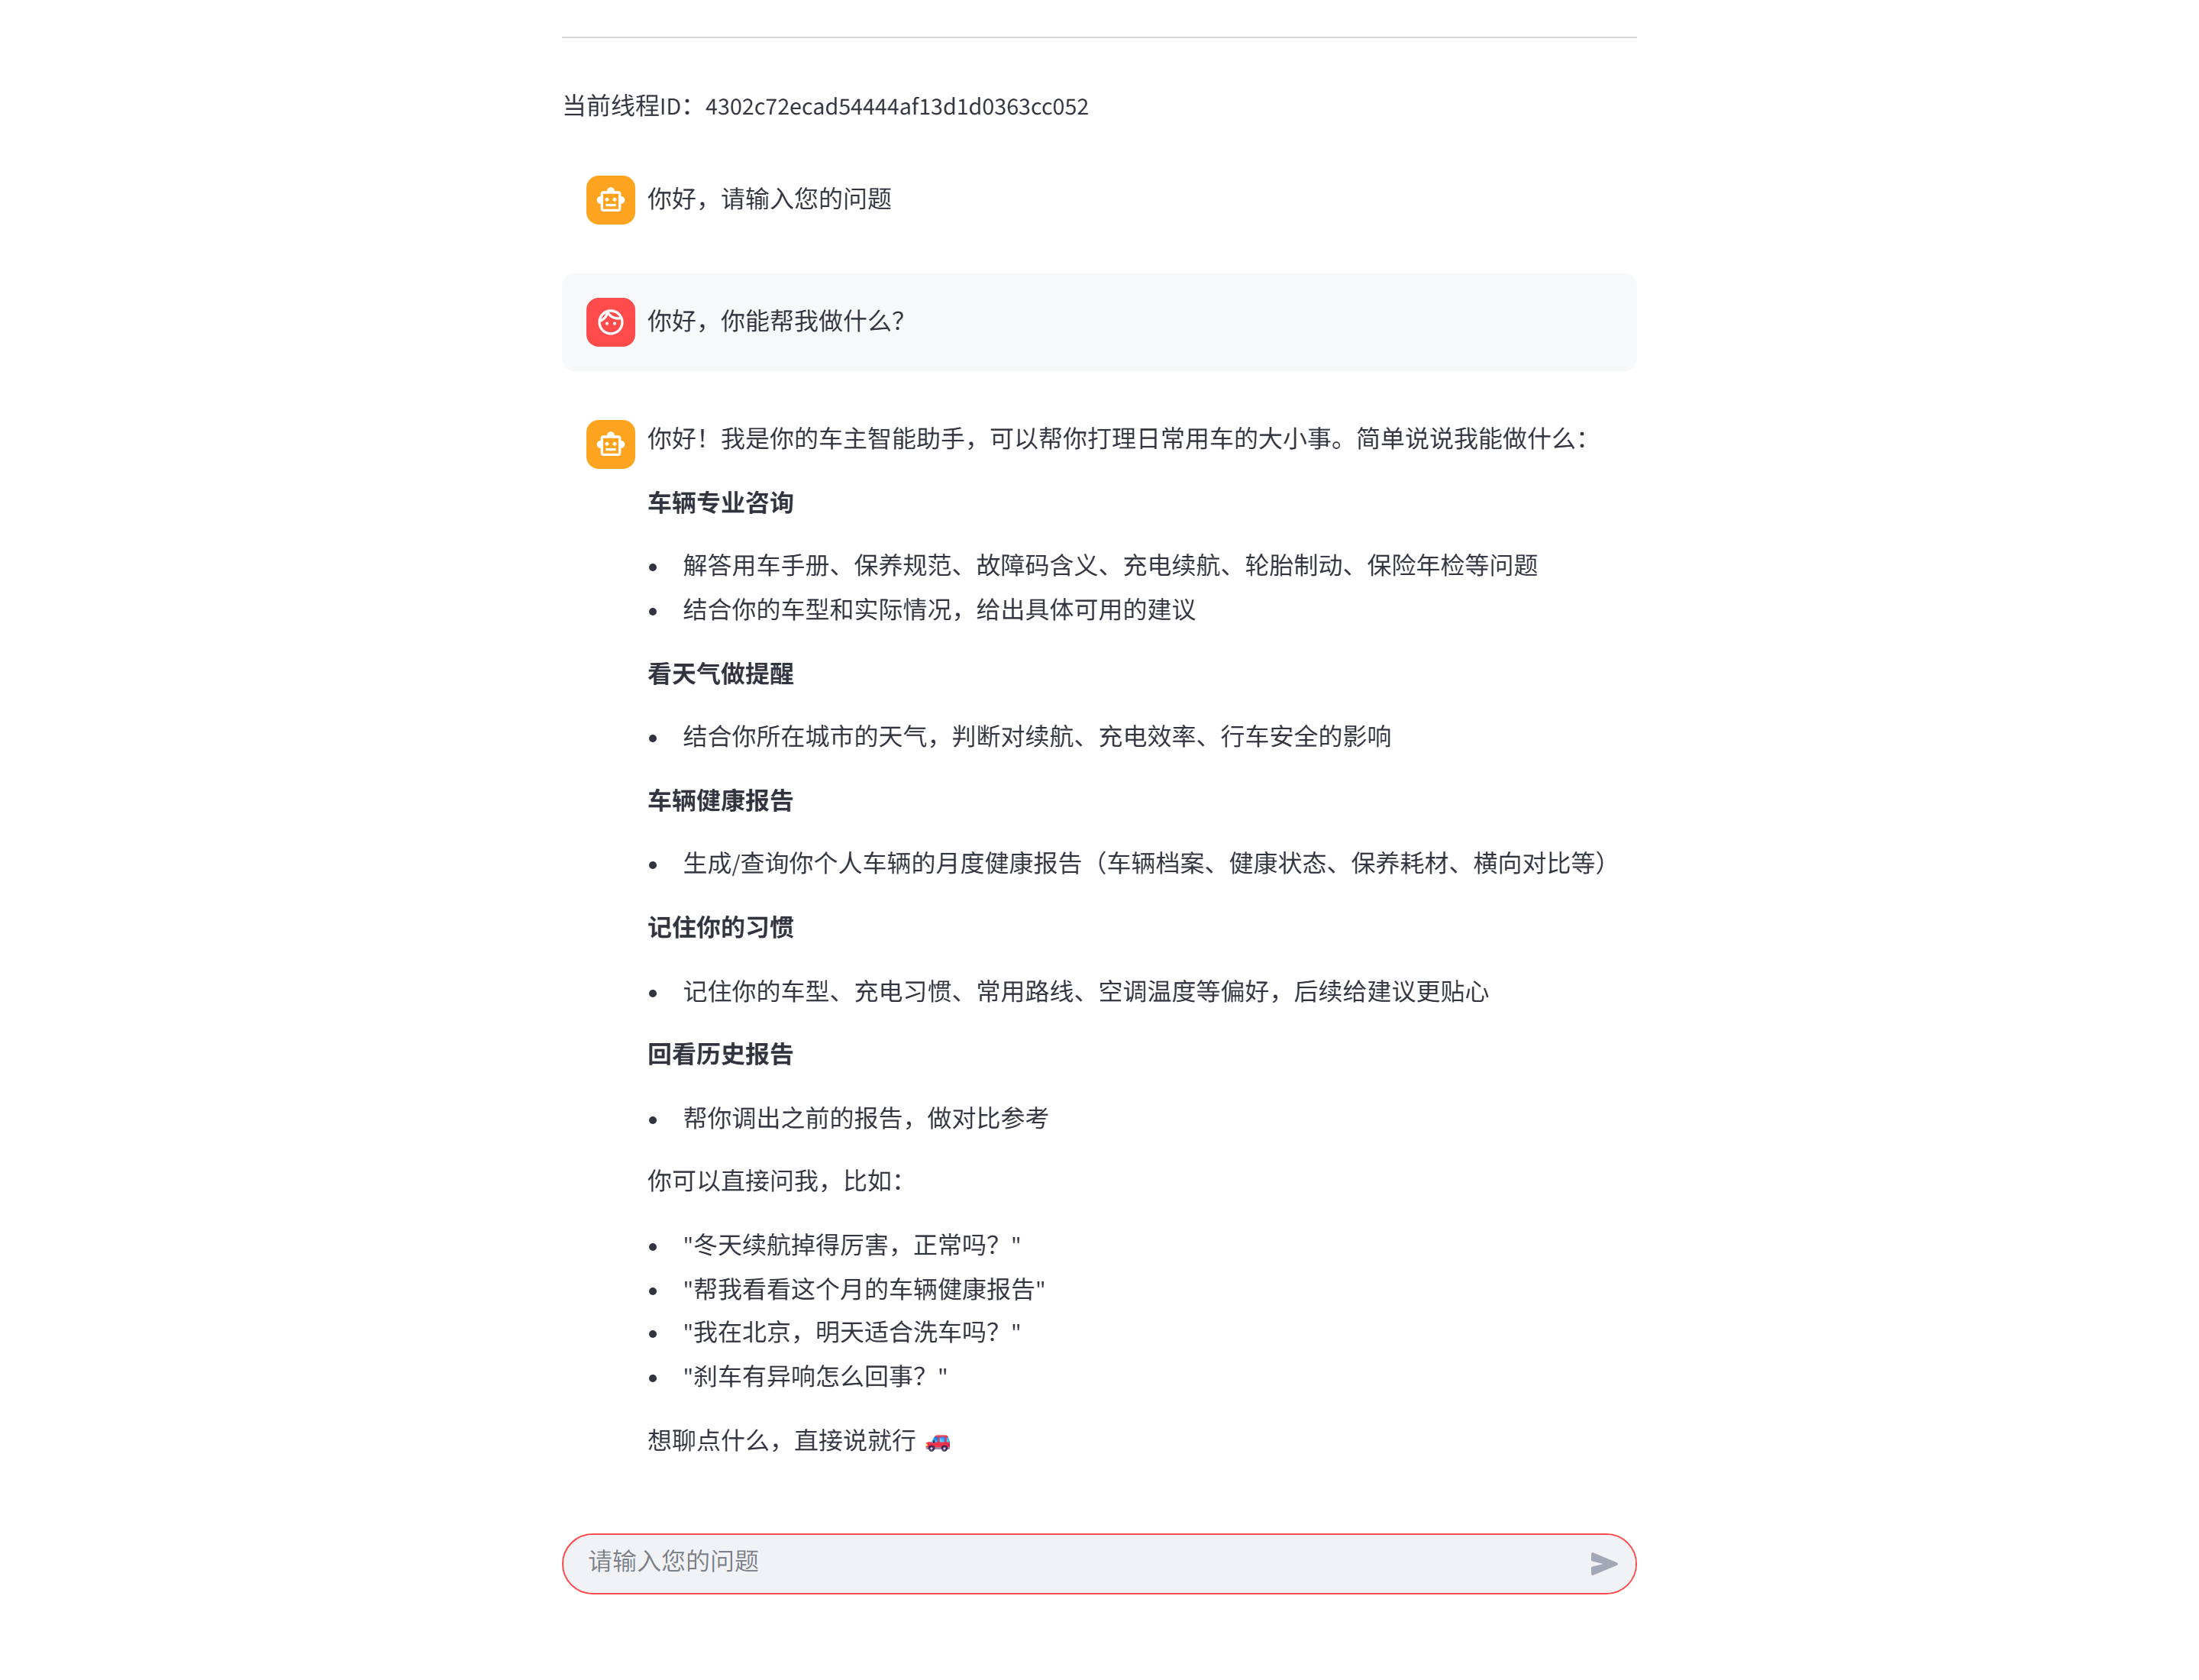 当前线程ID：4302c72ecad54444af13d1d0363cc052
你好，请输入您的问题
你好，你能帮我做什么？
你好！我是你的车主智能助手，可以帮你打理日常用车的大小事。简单说说我能做什么：
车辆专业咨询
• 解答用车手册、保养规范、故障码含义、充电续航、轮胎制动、保险年检等问题
• 结合你的车型和实际情况，给出具体可用的建议
看天气做提醒
• 结合你所在城市的天气，判断对续航、充电效率、行车安全的影响
车辆健康报告
• 生成/查询你个人车辆的月度健康报告（车辆档案、健康状态、保养耗材、横向对比等）
记住你的习惯
• 记住你的车型、充电习惯、常用路线、空调温度等偏好，后续给建议更贴心
回看历史报告
• 帮你调出之前的报告，做对比参考
你可以直接问我，比如：
• "冬天续航掉得厉害，正常吗？"
• "帮我看看这个月的车辆健康报告"
• "我在北京，明天适合洗车吗？"
• "刹车有异响怎么回事？"
想聊点什么，直接说就行 🚗
请输入您的问题